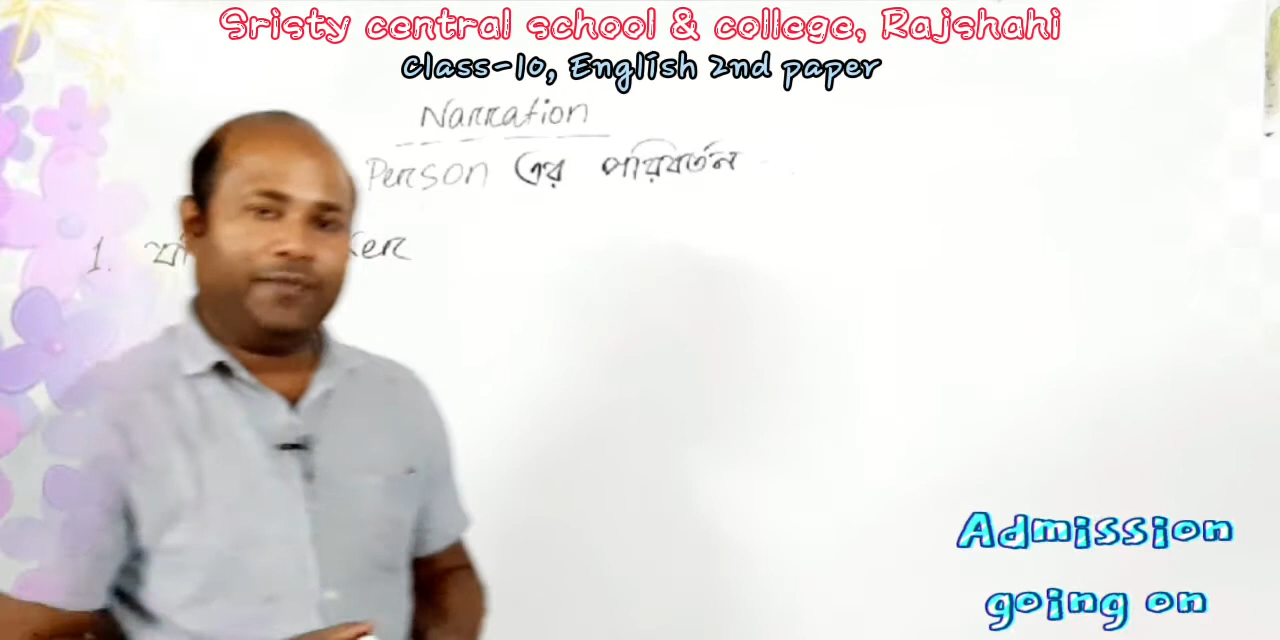 Sristy central school & college, Rajshahi
Class-10, English 2nd paper
Narration
Person এর পরিবর্তন
1.
Admission
going on